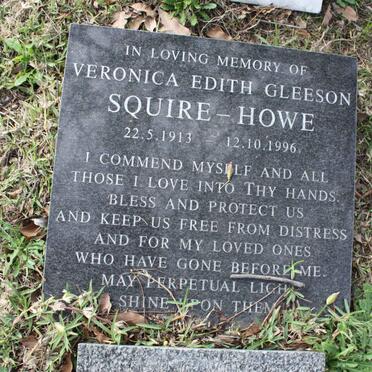 IN LOVING MEMORY OF
VERONICA EDITH GLEESON
SQUIRE – HOWE
22.5.1913 12.10.1996
I COMMEND MYSELF AND ALL
THOSE I LOVE INTO THY HANDS.
BLESS AND PROTECT US
AND KEEP US FREE FROM DISTRESS
AND FOR MY LOVED ONES
WHO HAVE GONE BEFORE ME.
MAY PERPETUAL LIGHT
SHINE UPON THEM